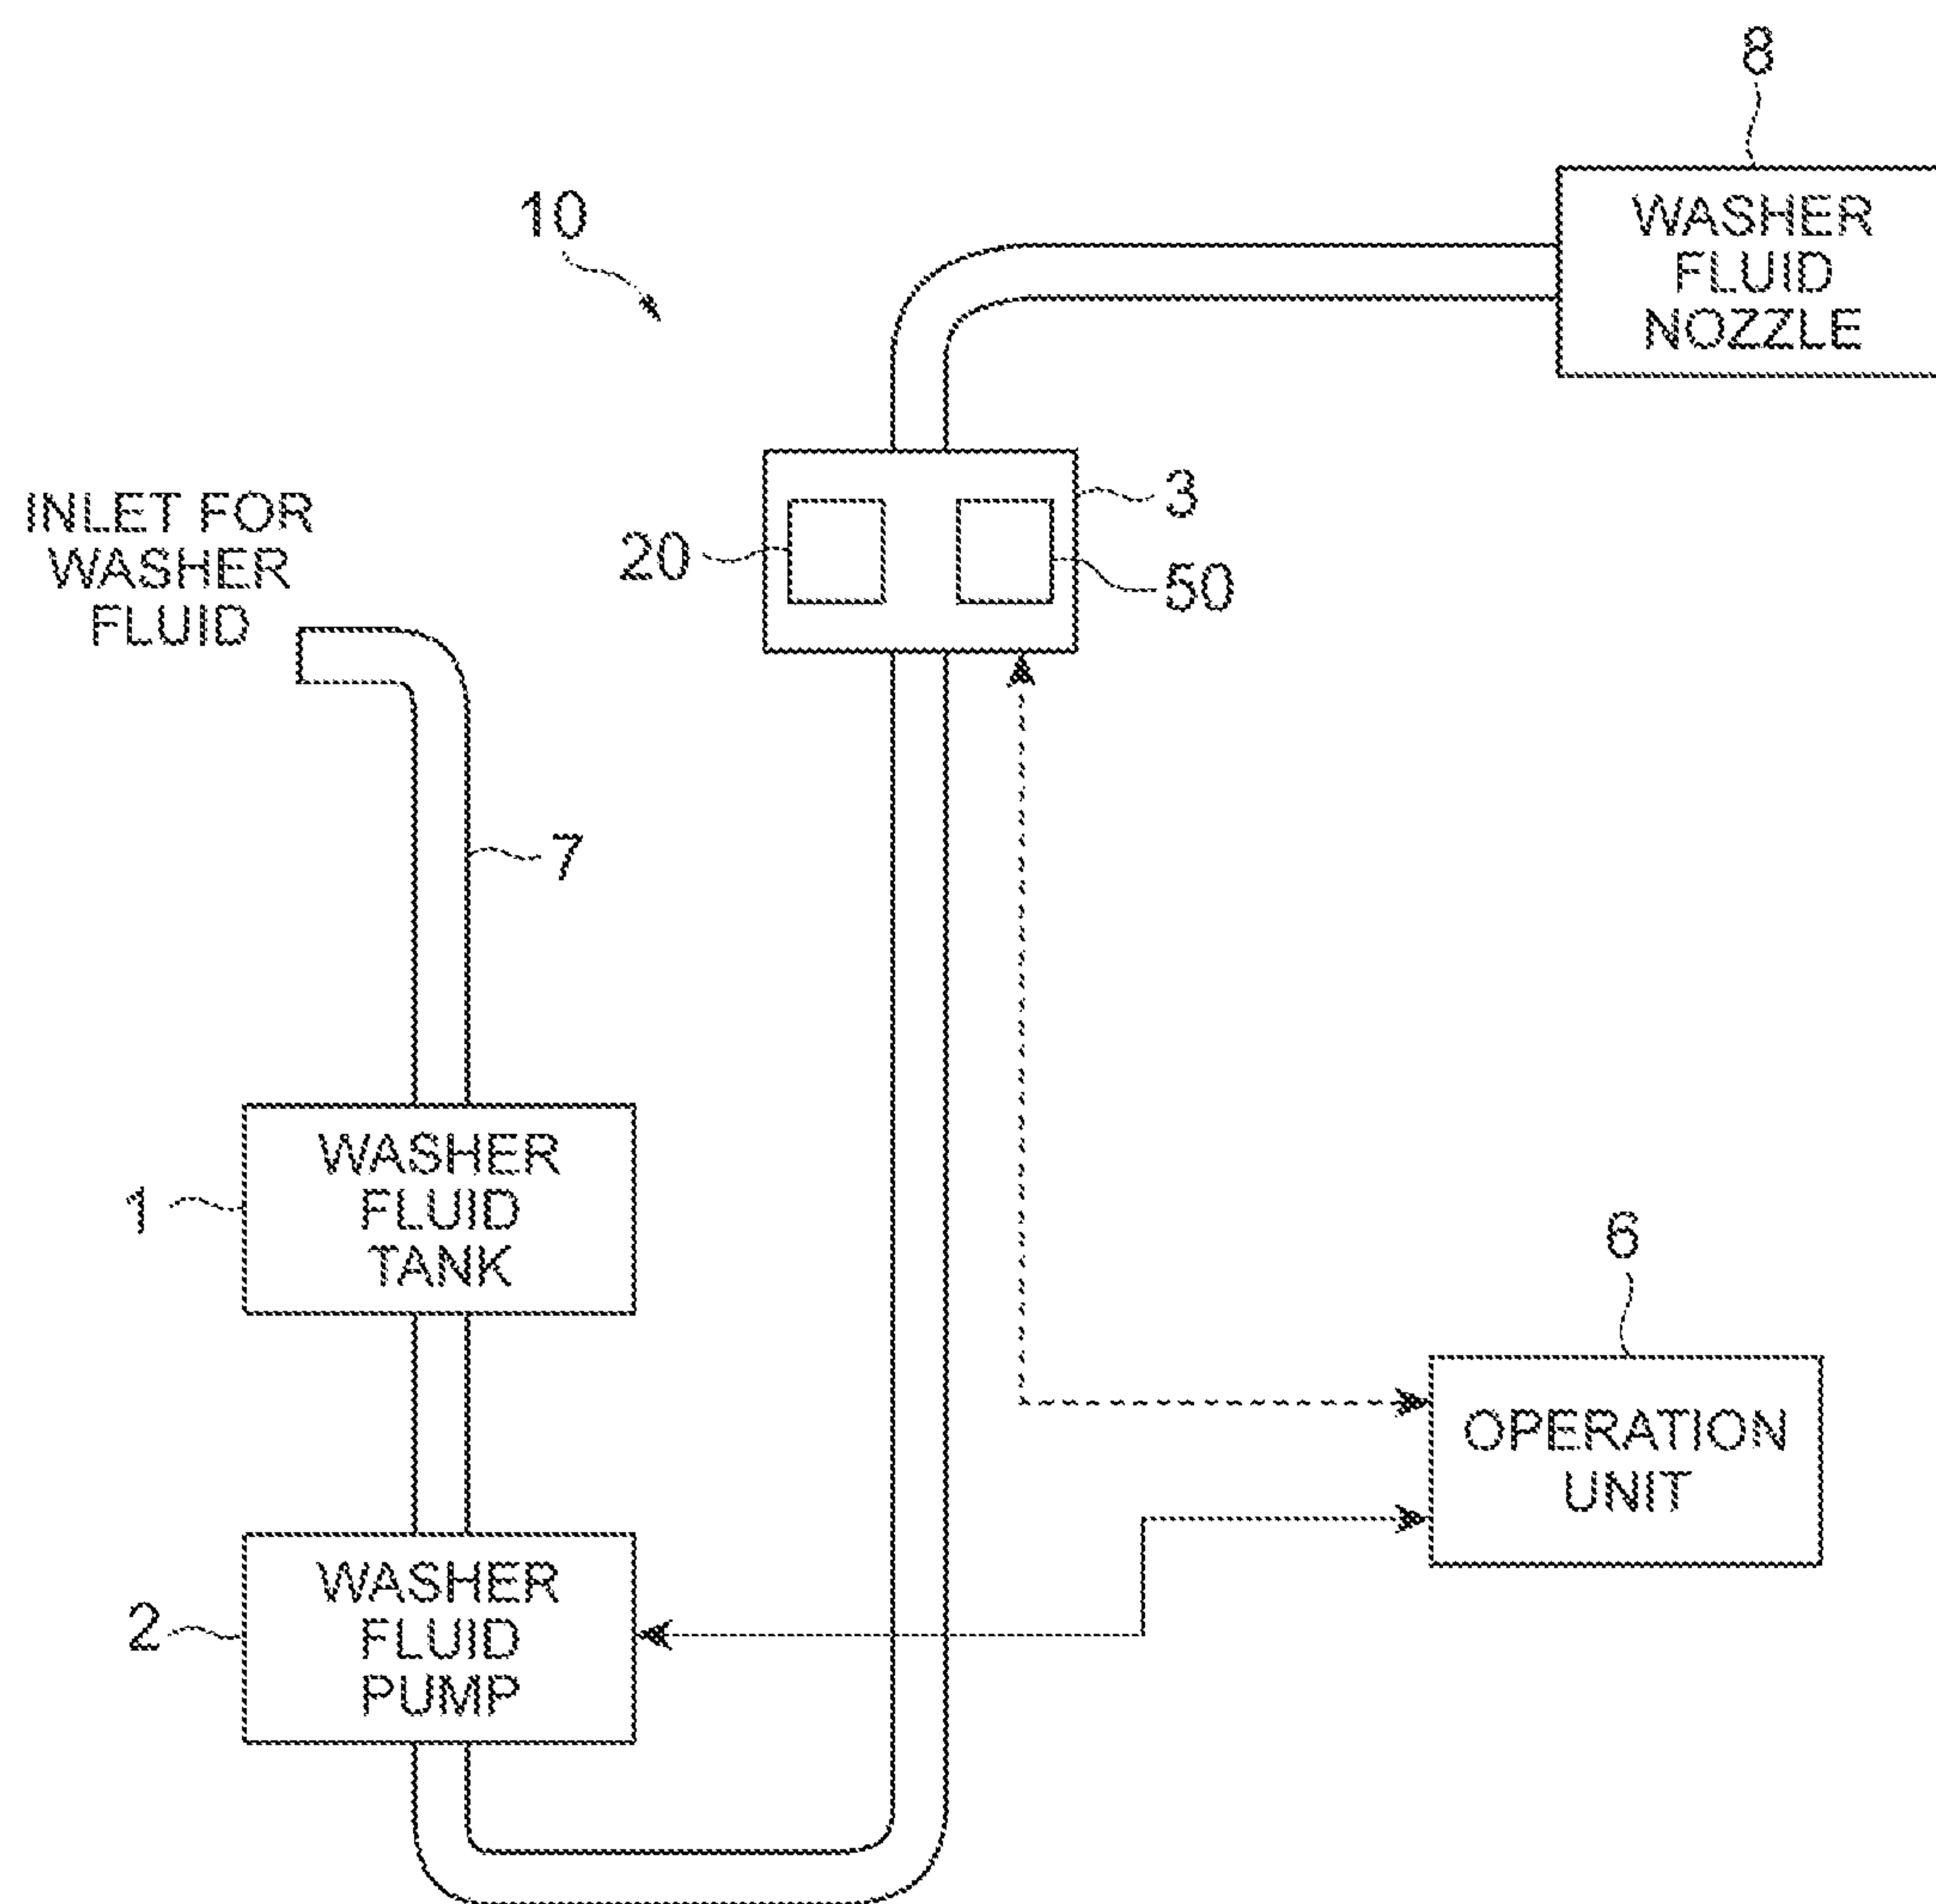 8
WASHER
FLUID
NOZZLE
10
3
20
50
INLET FOR
WASHER
FLUID
7
1
WASHER
FLUID
TANK
6
OPERATION
UNIT
2
WASHER
FLUID
PUMP